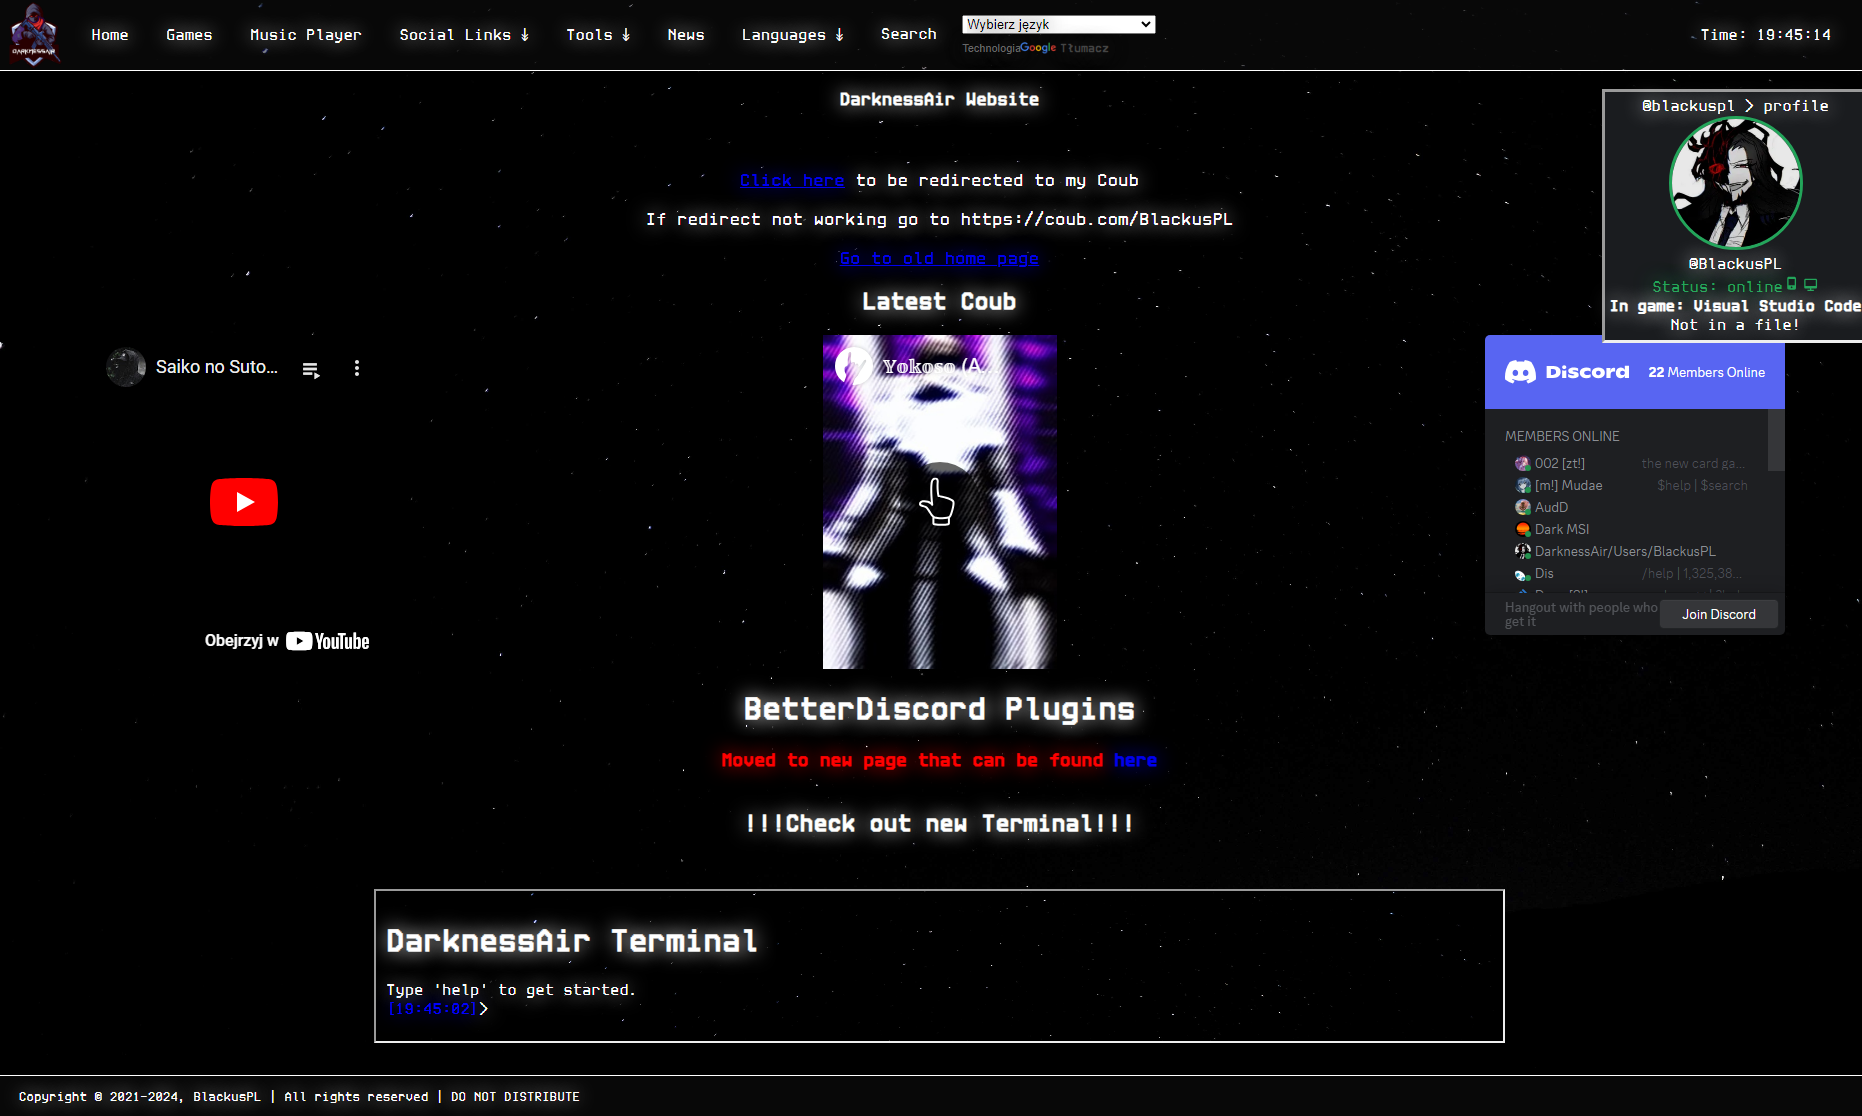 DARKNESSAIR
Home
Games
Music Player
Social Links ↓
Tools ↓
News
Languages ↓
Search
Wybierz język
Technologia Google Tłumacz
Time: 19:45:14
DarknessAir Website
Click here to be redirected to my Coub
If redirect not working go to https://coub.com/BlackusPL
Go to old home page
Latest Coub
Yokoso (A
@blackuspl > profile
@BlackusPL
Status: online
In game: Visual Studio Code
Not in a file!
Saiko no Suto...
Obejrzyj w YouTube
Discord
22 Members Online
MEMBERS ONLINE
002 [zt!] the new card ga...
[m!] Mudae $help | $search
AudD
Dark MSI
DarknessAir/Users/BlackusPL
Dis /help | 1,325,38...
Hangout with people who
get it
Join Discord
BetterDiscord Plugins
Moved to new page that can be found here
!!!Check out new Terminal!!!
DarknessAir Terminal
Type 'help' to get started.
[19:45:02]>
Copyright © 2021-2024, BlackusPL | All rights reserved | DO NOT DISTRIBUTE